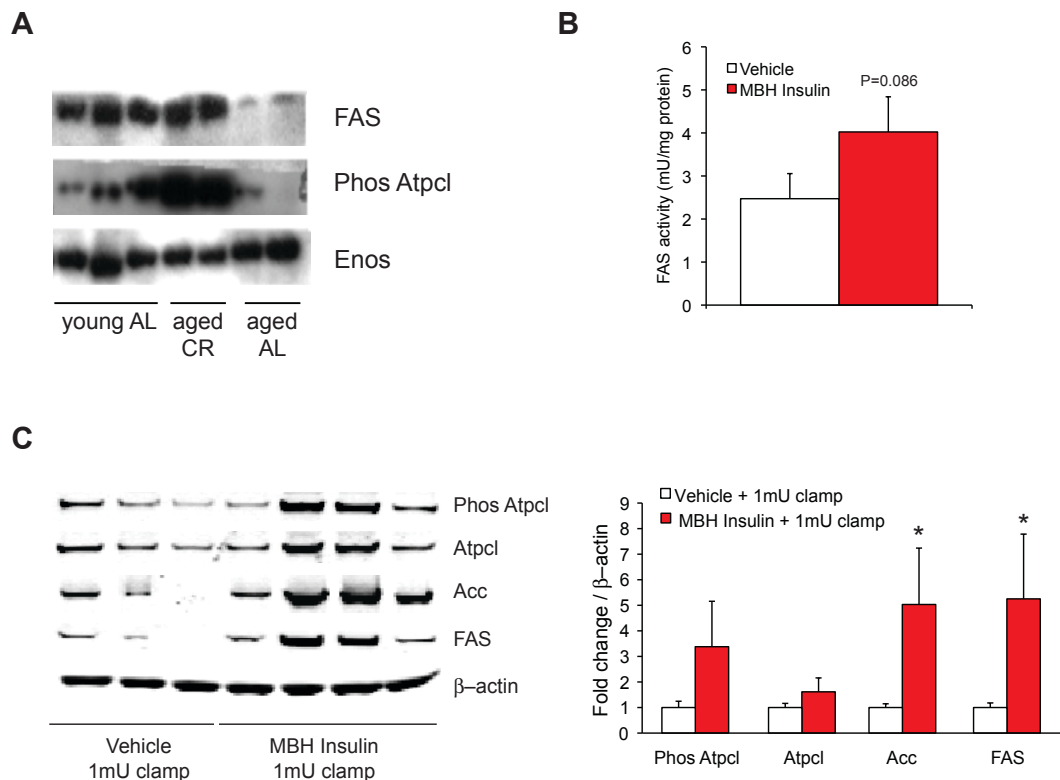 A
FAS
Phos Atpcl
Enos
young AL
aged
CR
aged
AL
B
FAS activity (mU/mg protein)
6
5
4
3
2
1
0
Vehicle
MBH Insulin
P=0.086
C
Phos Atpcl
Atpcl
Acc
FAS
β–actin
Vehicle
1mU clamp
MBH Insulin
1mU clamp
Fold change / β–actin
9
8
7
6
5
4
3
2
1
0
Vehicle + 1mU clamp
MBH Insulin + 1mU clamp
*
*
Phos Atpcl
Atpcl
Acc
FAS